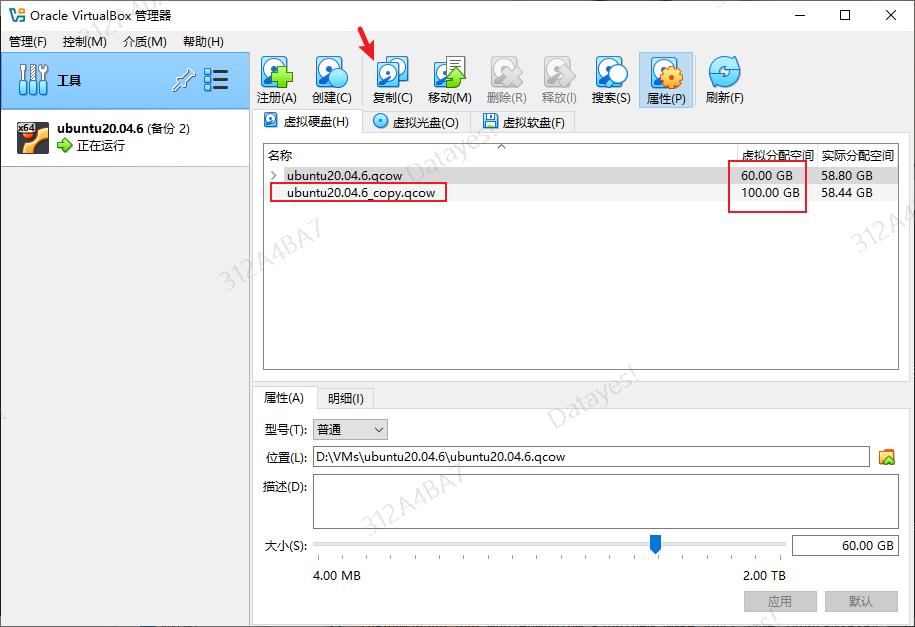 Oracle VirtualBox 管理器
管理(F) 控制(M) 介质(M) 帮助(H)
工具
注册(A) 创建(C) 复制(C) 移动(M) 删除(R) 释放(I) 搜索(S) 属性(P) 刷新(F)
x64
ubuntu20.04.6 (备份 2)
正在运行
虚拟硬盘(H) 虚拟光盘(O) 虚拟软盘(F)
名称 虚拟分配空间 实际分配空间
ubuntu20.04.6.qcow 60.00 GB 58.80 GB
ubuntu20.04.6_copy.qcow 100.00 GB 58.44 GB
属性(A) 明细(I)
型号(T): 普通
位置(L): D:\VMs\ubuntu20.04.6\ubuntu20.04.6.qcow
描述(D):
大小(S): 60.00 GB
4.00 MB 2.00 TB
应用 默认
312A4BA7
Datayes!
312A4BA7
312A4
Datayes!
312A4BA7